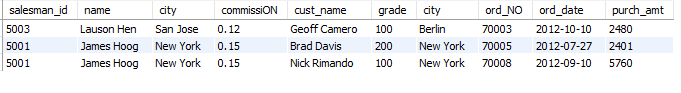 salesman_id name city commissiON cust_name grade city ord_NO ord_date purch_amt
5003 Lauson Hen San Jose 0.12 Geoff Camero 100 Berlin 70003 2012-10-10 2480
5001 James Hoog New York 0.15 Brad Davis 200 New York 70005 2012-07-27 2401
5001 James Hoog New York 0.15 Nick Rimando 100 New York 70008 2012-09-10 5760